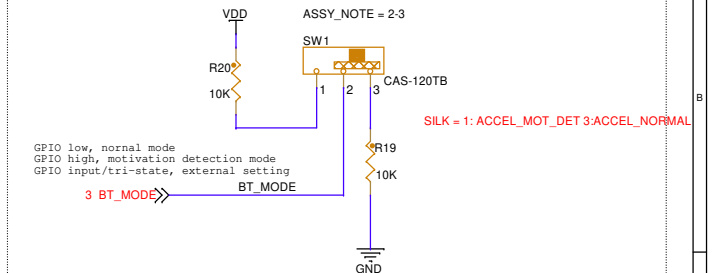 VDD
ASSY_NOTE = 2-3
SW1
R20
CAS-120TB
10K
1 2 3
B
SILK = 1: ACCEL_MOT_DET 3:ACCEL_NORMAL
GPIO low, nornal mode
GPIO high, motivation detection mode
GPIO input/tri-state, external setting
R19
10K
3 BT_MODE
BT_MODE
GND